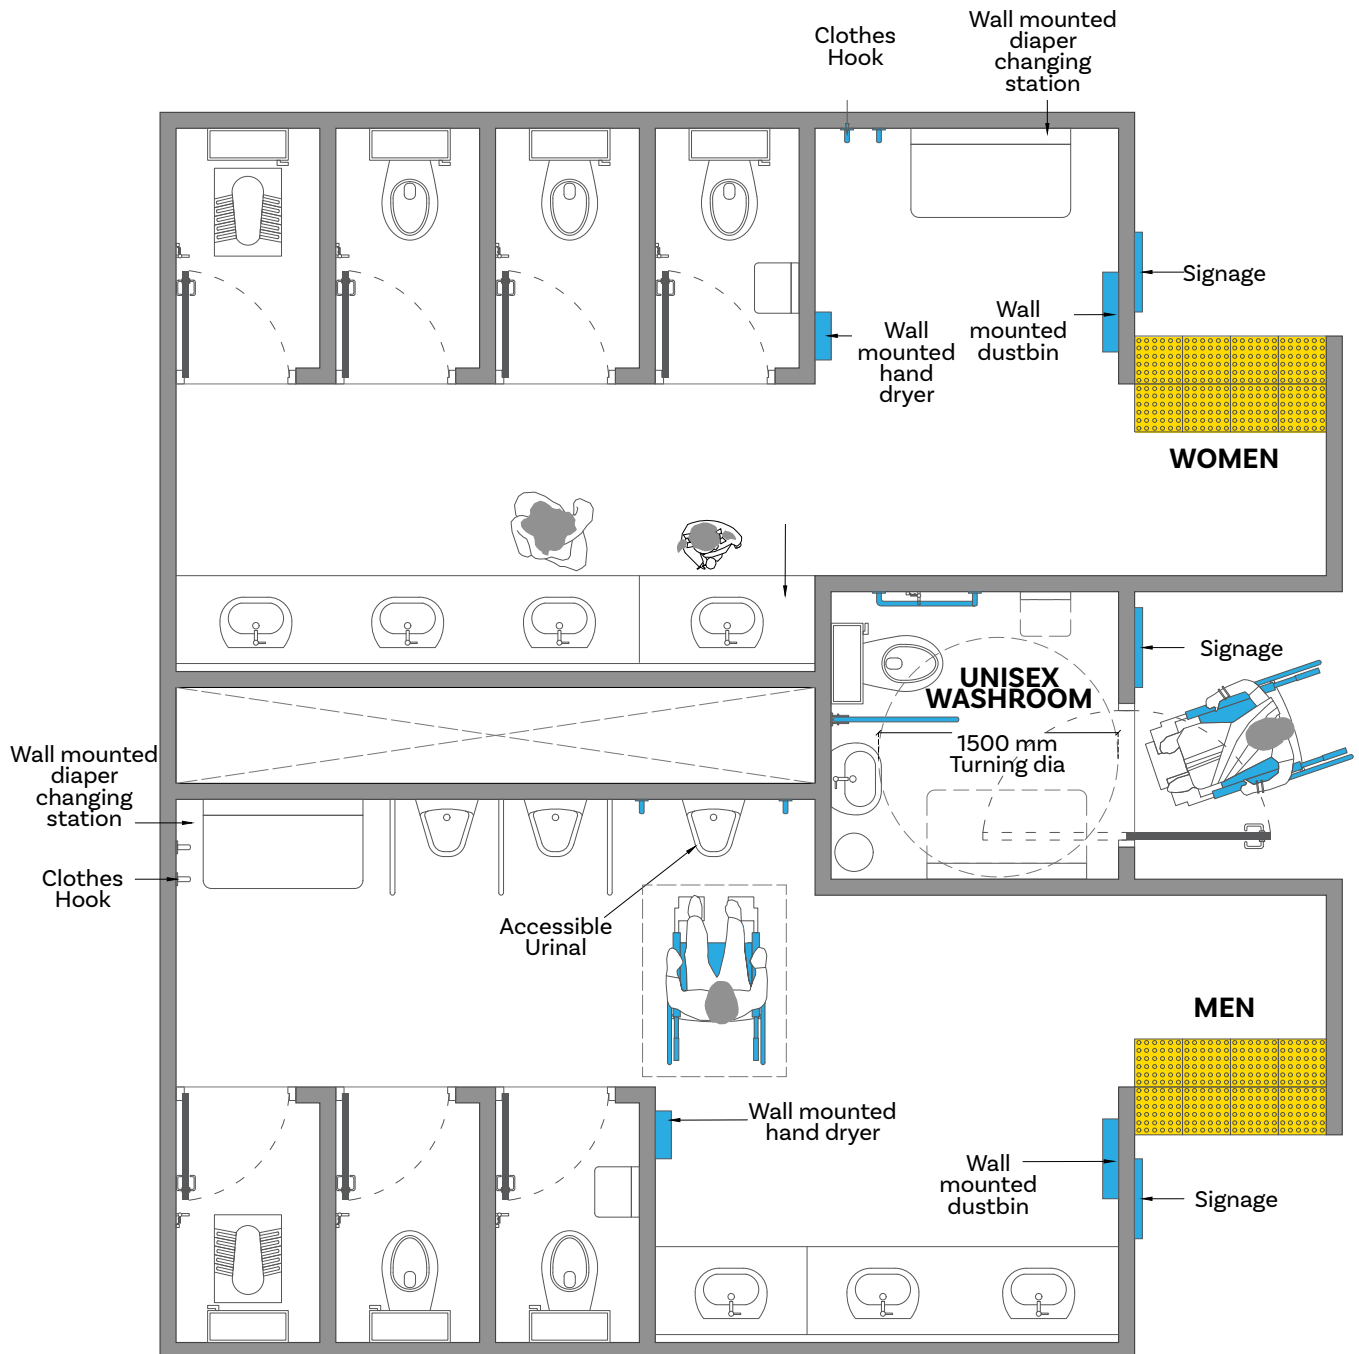 Clothes
Hook
Wall mounted
diaper
changing
station
Signage
Wall
mounted
dustbin
Wall
mounted
hand
dryer
WOMEN
Signage
UNISEX
WASHROOM
1500 mm
Turning dia
Wall mounted
diaper
changing
station
Clothes
Hook
Accessible
Urinal
MEN
Wall mounted
hand dryer
Wall
mounted
dustbin
Signage